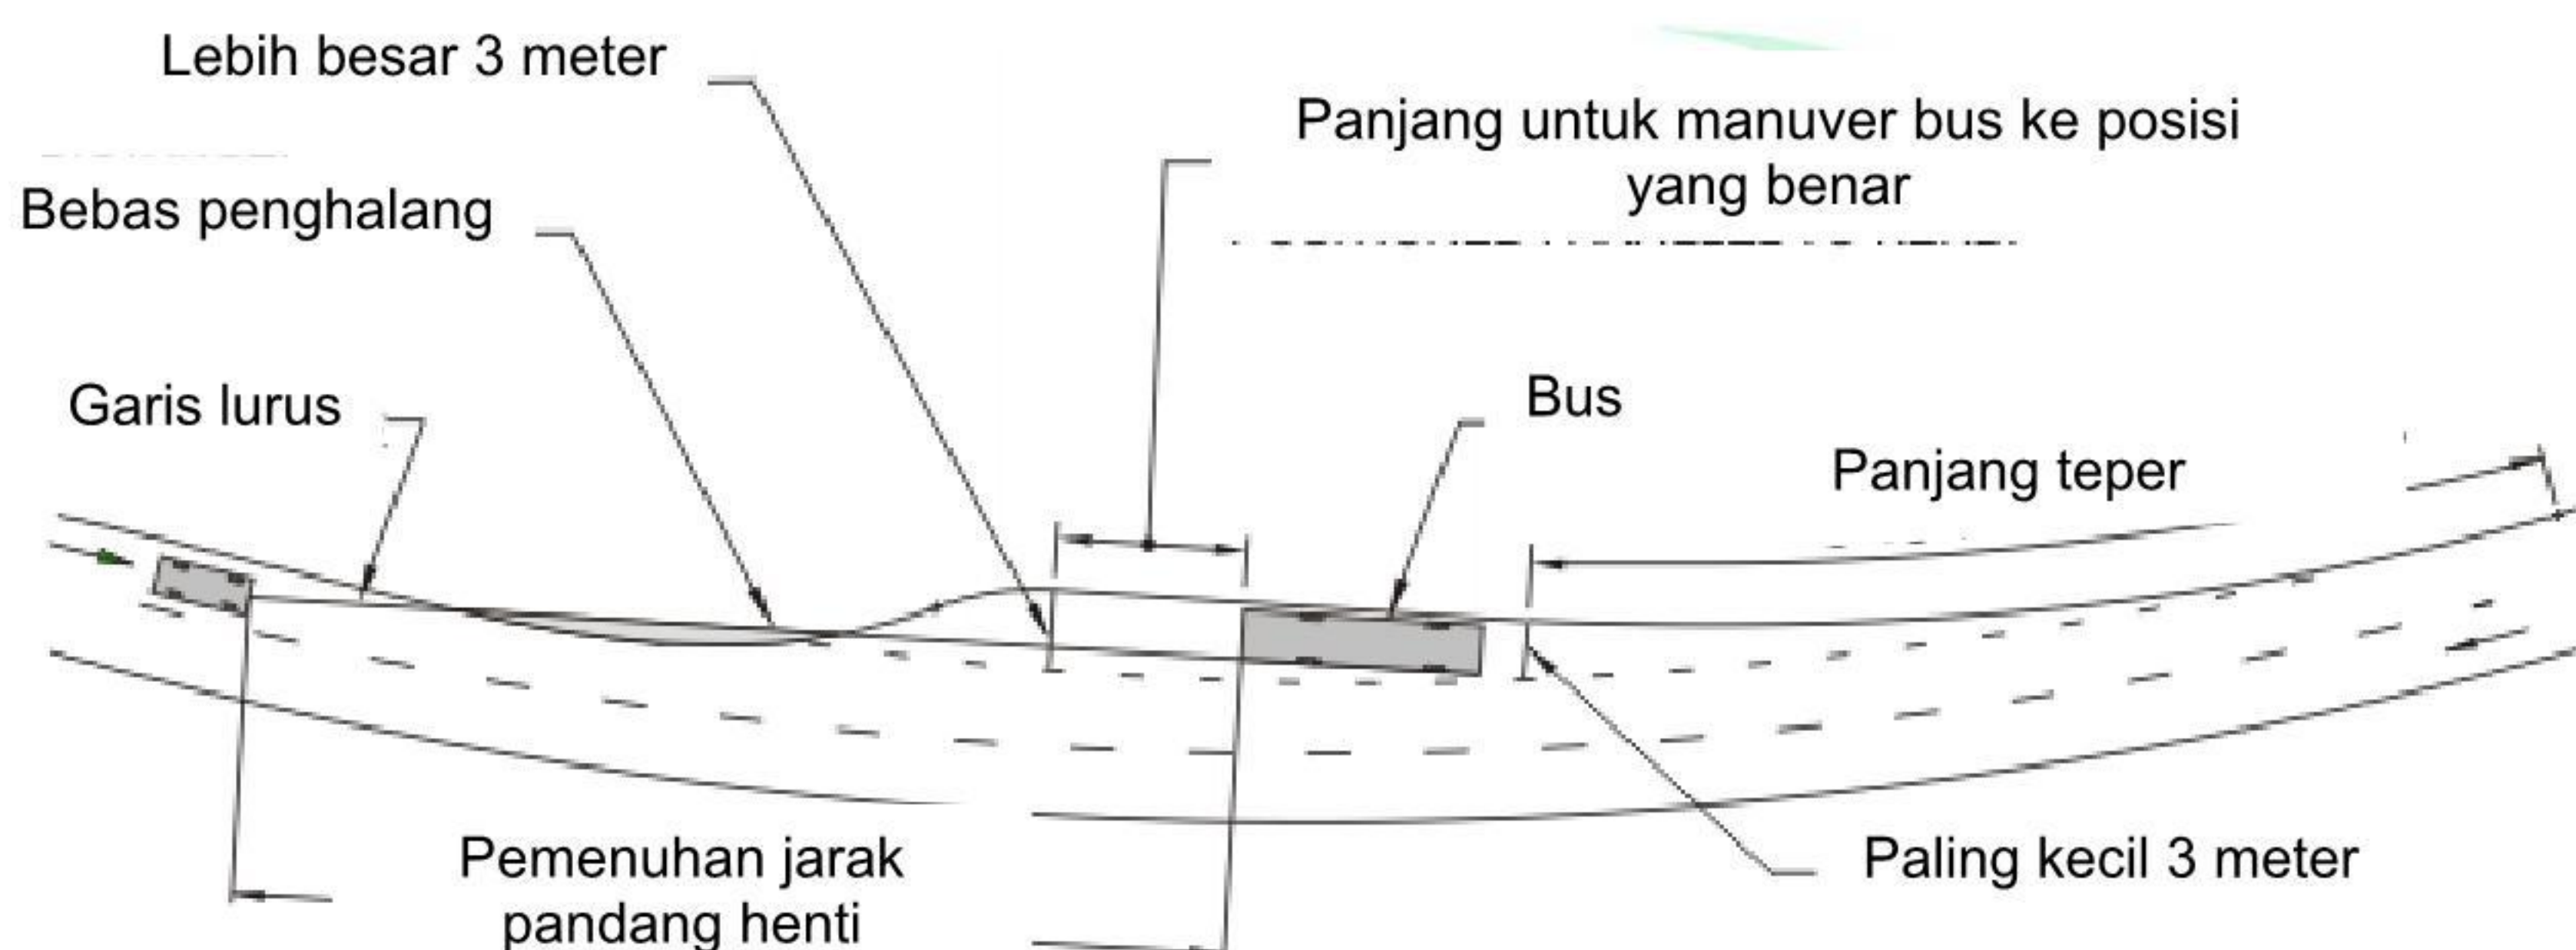 Lebih besar 3 meter
Panjang untuk manuver bus ke posisi
yang benar
Bebas penghalang
Garis lurus
Bus
Panjang teper
Pemenuhan jarak
pandang henti
Paling kecil 3 meter